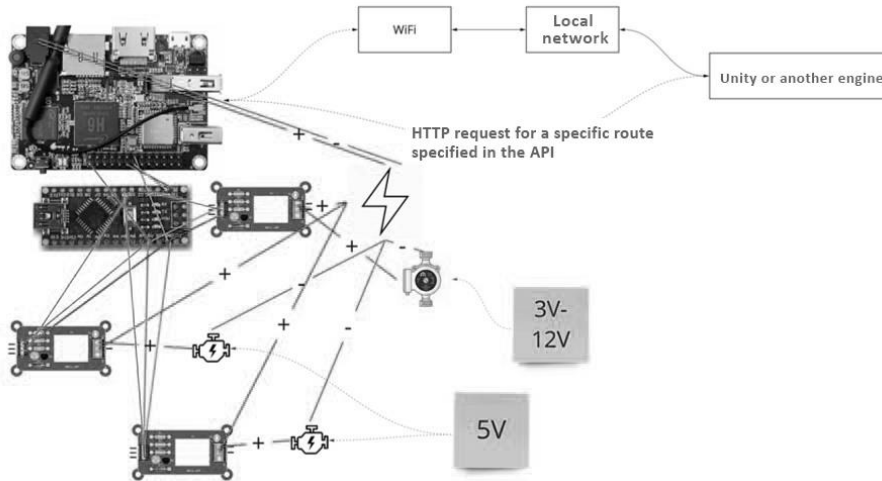 WiFi
Local
network
Unity or another engine
HTTP request for a specific route
specified in the API
H6
+
-
+
-
+
+
-
+
+
-
3V-
12V
5V
+